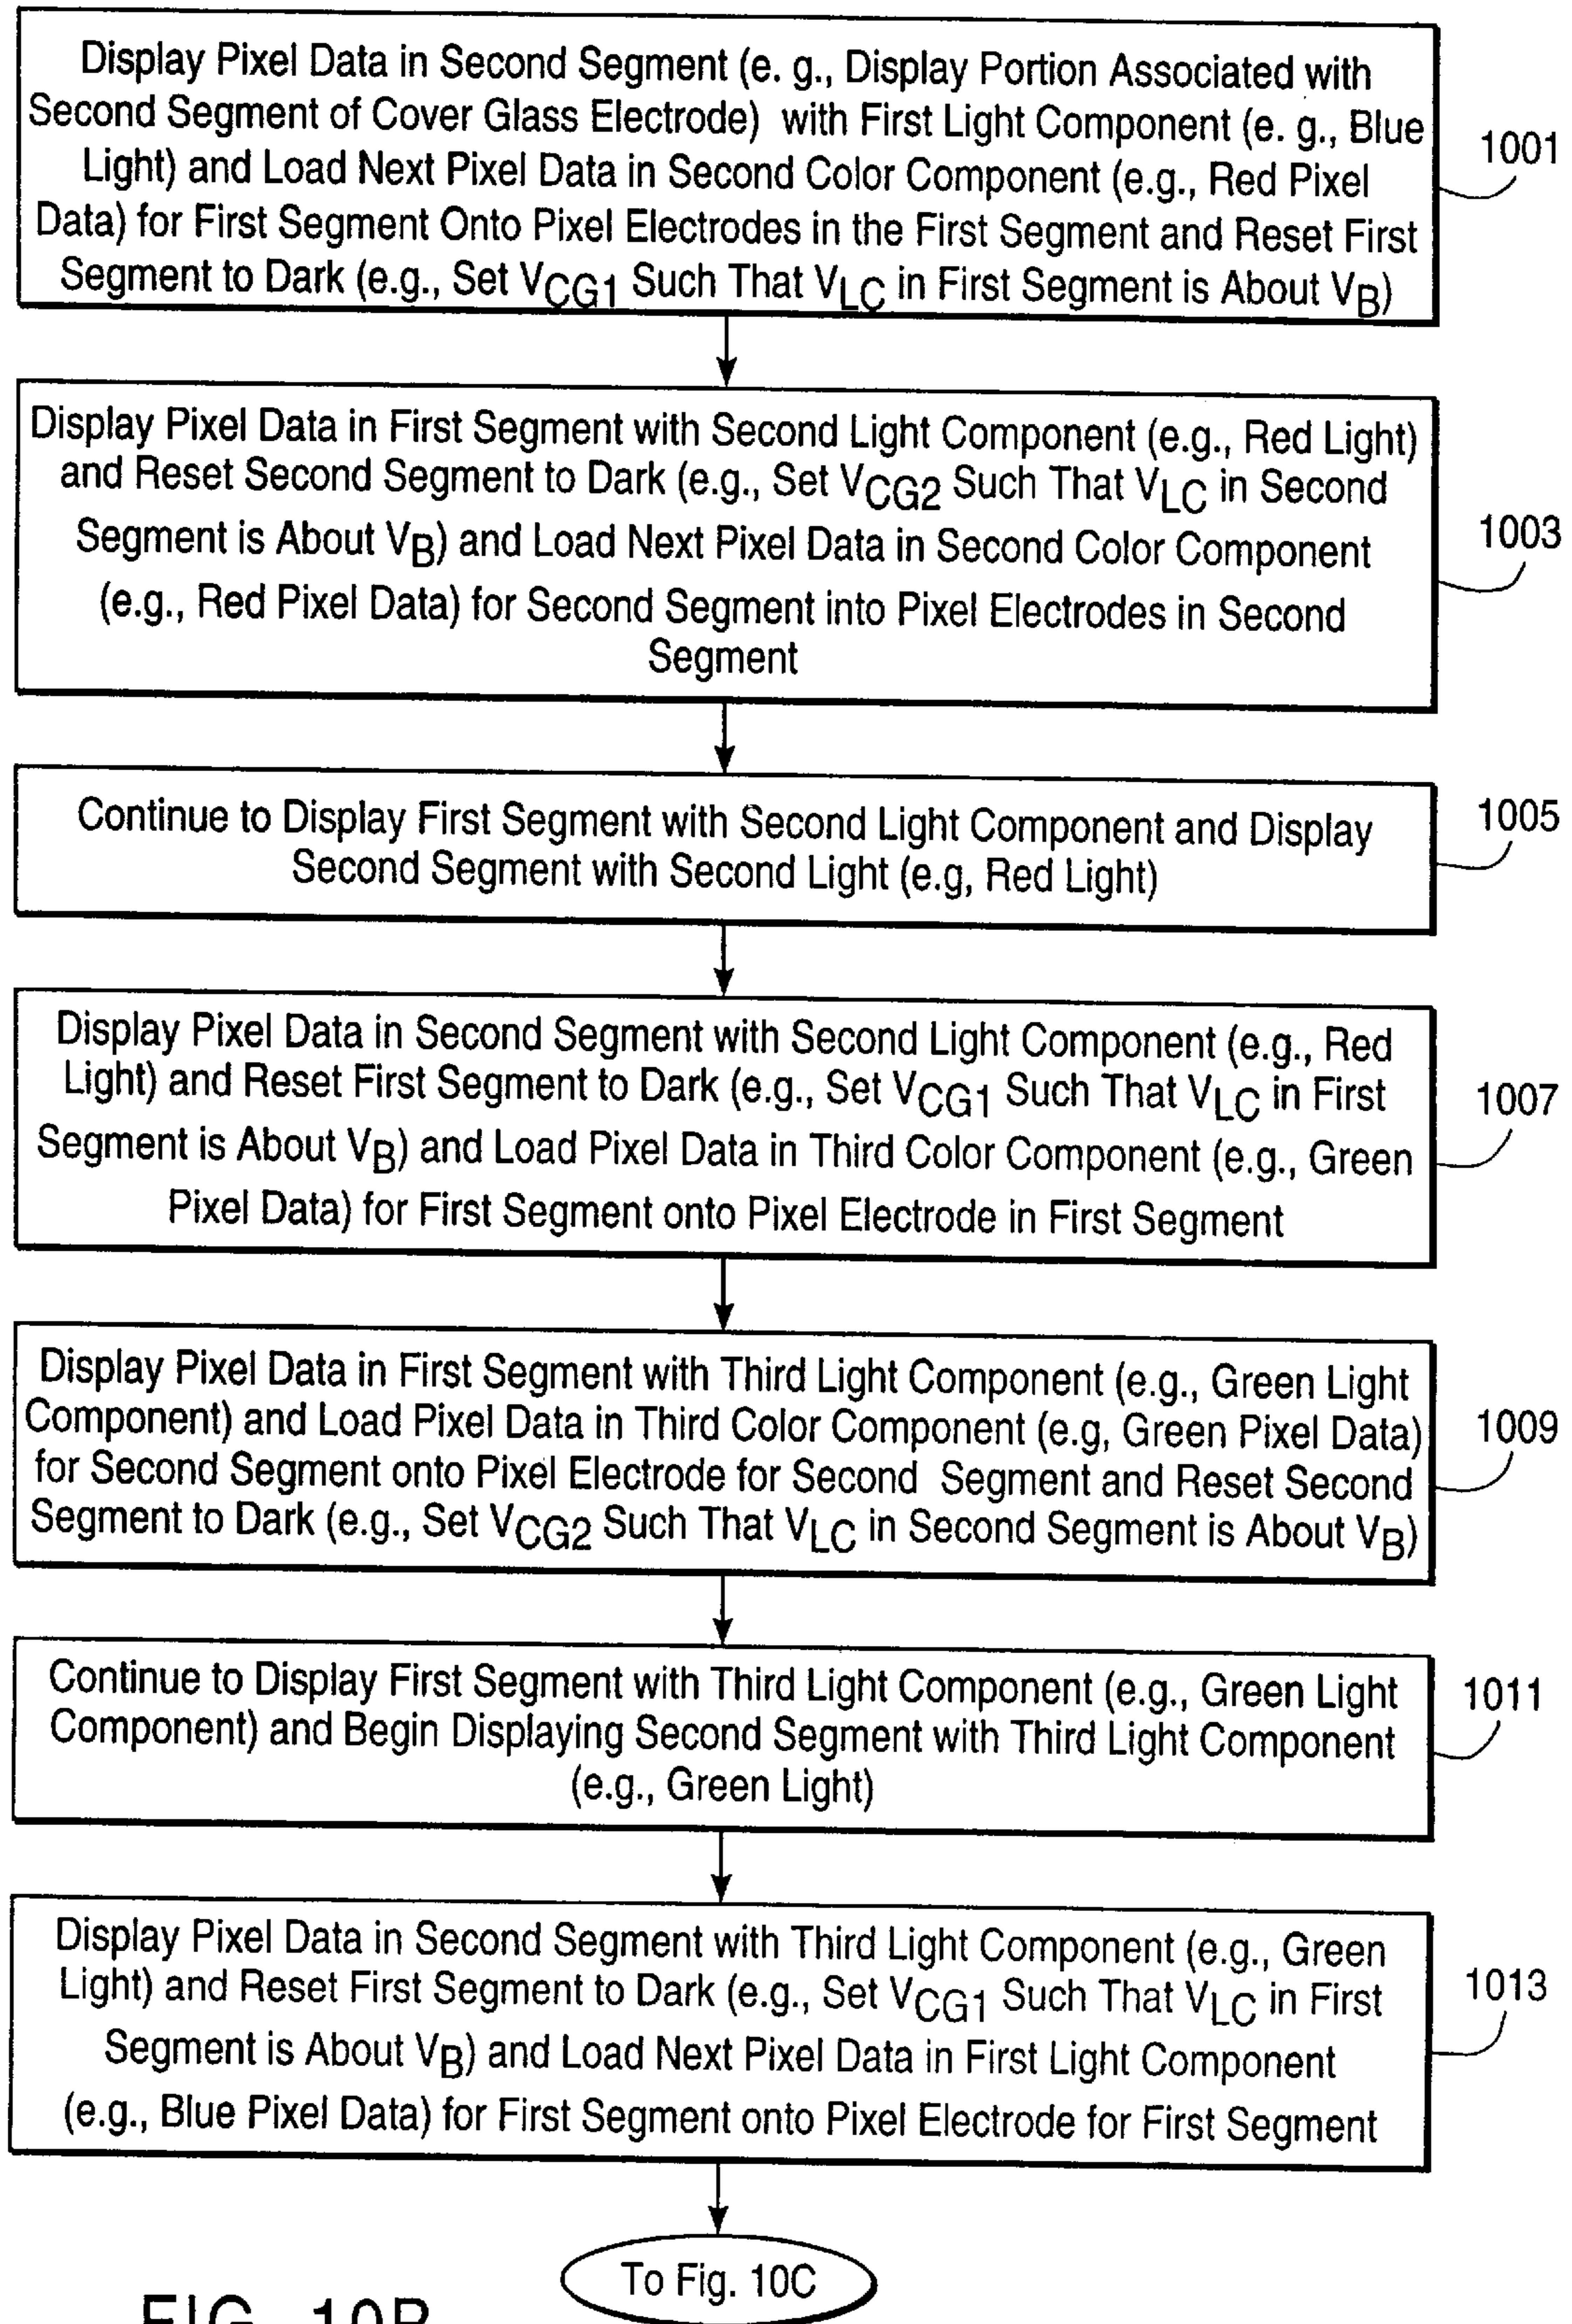 Display Pixel Data in Second Segment (e. g., Display Portion Associated with
Second Segment of Cover Glass Electrode) with First Light Component (e. g., Blue
Light) and Load Next Pixel Data in Second Color Component (e.g., Red Pixel
Data) for First Segment Onto Pixel Electrodes in the First Segment and Reset First
Segment to Dark (e.g., Set VCG1 Such That VLC in First Segment is About VB)
1001
Display Pixel Data in First Segment with Second Light Component (e.g., Red Light)
and Reset Second Segment to Dark (e.g., Set VCG2 Such That VLC in Second
Segment is About VB) and Load Next Pixel Data in Second Color Component
(e.g., Red Pixel Data) for Second Segment into Pixel Electrodes in Second
Segment
1003
Continue to Display First Segment with Second Light Component and Display
Second Segment with Second Light (e.g, Red Light)
1005
Display Pixel Data in Second Segment with Second Light Component (e.g., Red
Light) and Reset First Segment to Dark (e.g., Set VCG1 Such That VLC in First
Segment is About VB) and Load Pixel Data in Third Color Component (e.g., Green
Pixel Data) for First Segment onto Pixel Electrode in First Segment
1007
Display Pixel Data in First Segment with Third Light Component (e.g., Green Light
Component) and Load Pixel Data in Third Color Component (e.g, Green Pixel Data)
for Second Segment onto Pixel Electrode for Second Segment and Reset Second
Segment to Dark (e.g., Set VCG2 Such That VLC in Second Segment is About VB)
1009
Continue to Display First Segment with Third Light Component (e.g., Green Light
Component) and Begin Displaying Second Segment with Third Light Component
(e.g., Green Light)
1011
Display Pixel Data in Second Segment with Third Light Component (e.g., Green
Light) and Reset First Segment to Dark (e.g., Set VCG1 Such That VLC in First
Segment is About VB) and Load Next Pixel Data in First Light Component
(e.g., Blue Pixel Data) for First Segment onto Pixel Electrode for First Segment
1013
To Fig. 10C
FIG. 10B